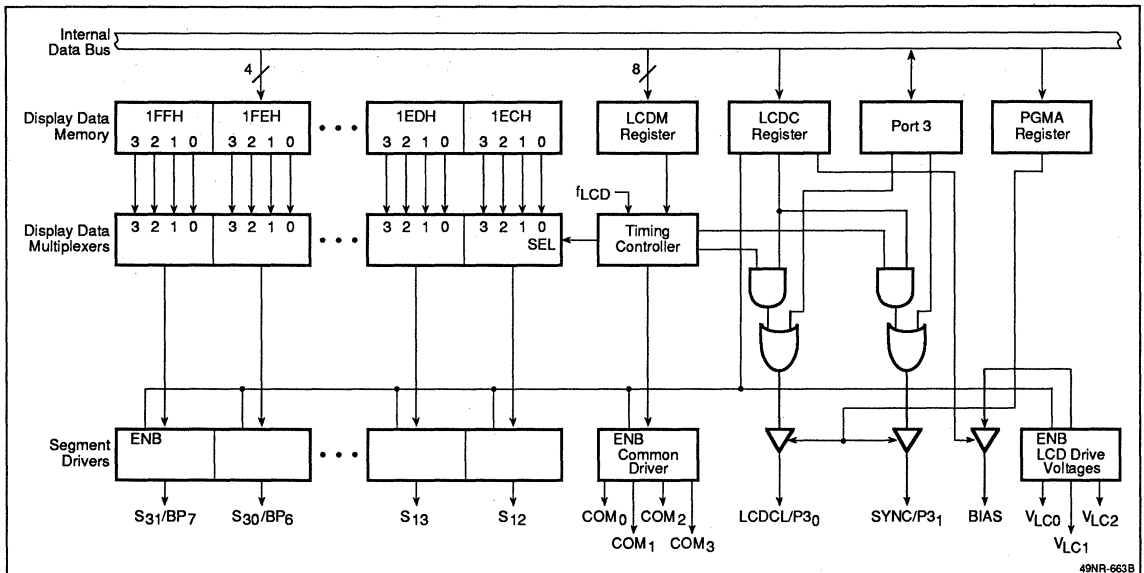 Internal
Data Bus
4
8
Display Data
Memory
1FFH
1FEH
1EDH
1ECH
3 2 1 0
3 2 1 0
3 2 1 0
3 2 1 0
LCDM
Register
LCDC
Register
Port 3
PGMA
Register
fLCD
Display Data
Multiplexers
3 2 1 0
3 2 1 0
3 2 1 0
3 2 1 0
SEL
Timing
Controller
Segment
Drivers
ENB
ENB
Common
Driver
ENB
LCD Drive
Voltages
S31/BP7
S30/BP6
S13
S12
COM0
COM2
COM1
COM3
LCDCL/P30
SYNC/P31
BIAS
VLC0
VLC2
VLC1
49NR-663B